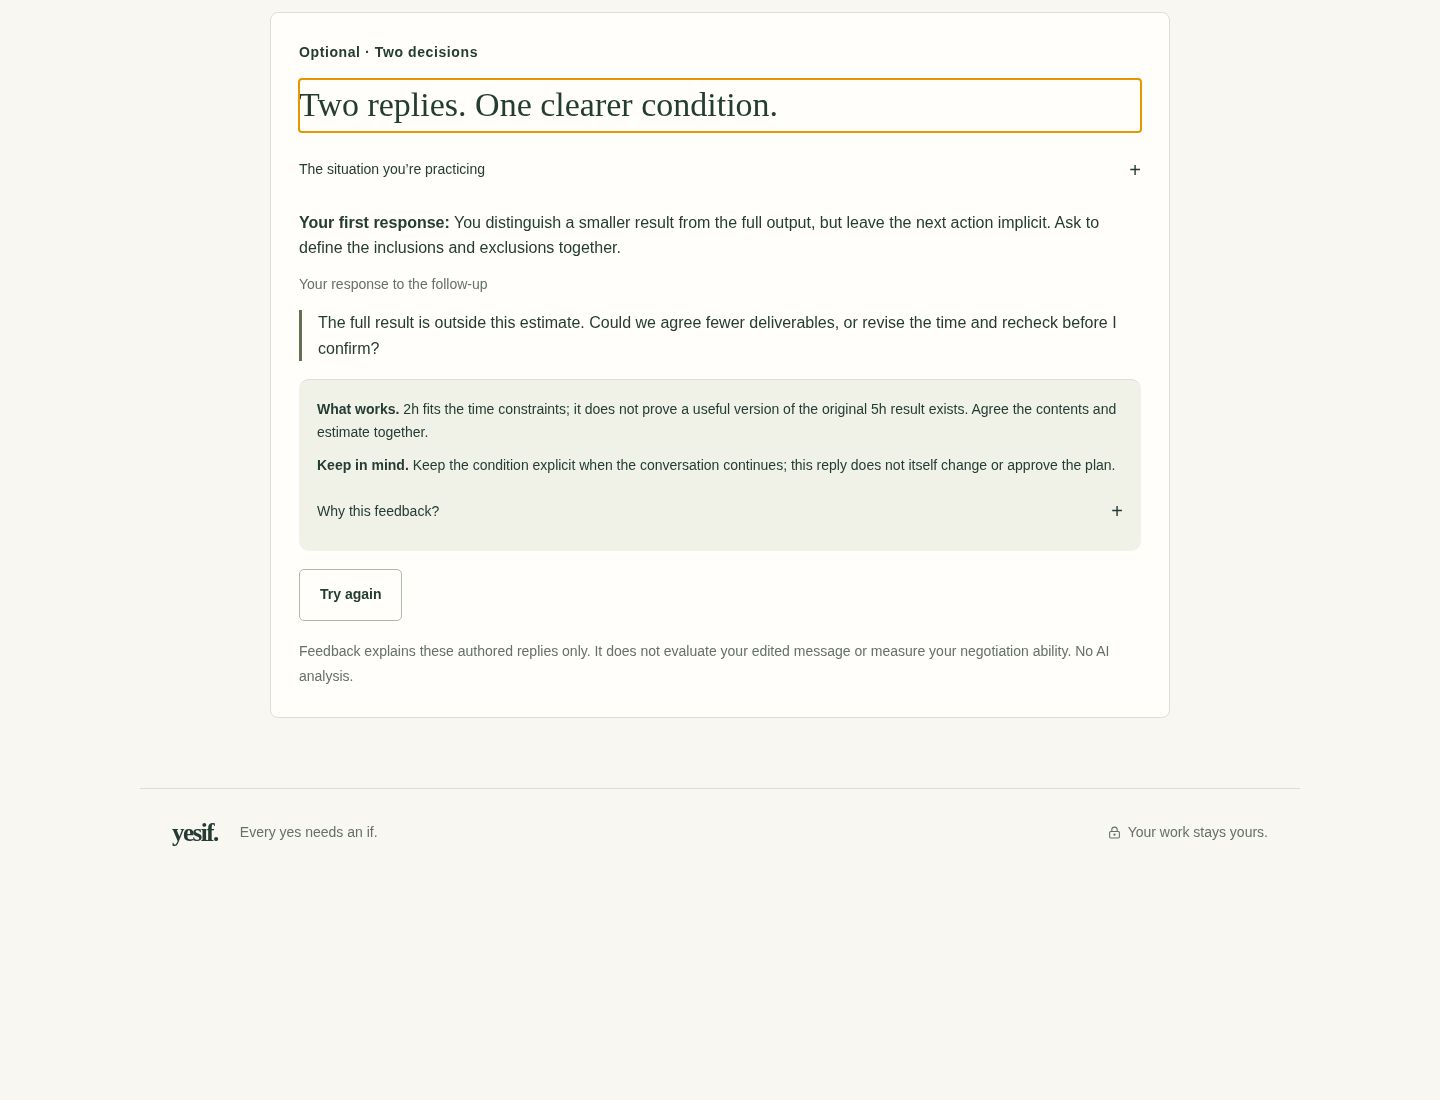 Optional · Two decisions
Two replies. One clearer condition.
The situation you’re practicing +
Your first response: You distinguish a smaller result from the full output, but leave the next action implicit. Ask to
define the inclusions and exclusions together.
Your response to the follow-up
The full result is outside this estimate. Could we agree fewer deliverables, or revise the time and recheck before I
confirm?
What works. 2h fits the time constraints; it does not prove a useful version of the original 5h result exists. Agree the contents and
estimate together.
Keep in mind. Keep the condition explicit when the conversation continues; this reply does not itself change or approve the plan.
Why this feedback? +
Try again
Feedback explains these authored replies only. It does not evaluate your edited message or measure your negotiation ability. No AI
analysis.
yesif. Every yes needs an if. Your work stays yours.